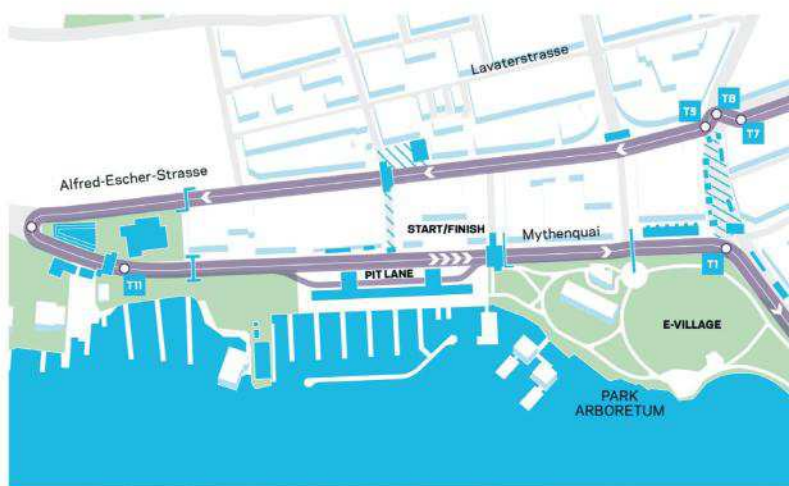 Lavaterstrasse
T8
T9
T7
Alfred-Escher-Strasse
START/FINISH
Mythenquai
T1
PIT LANE
T11
E-VILLAGE
PARK
ARBORETUM